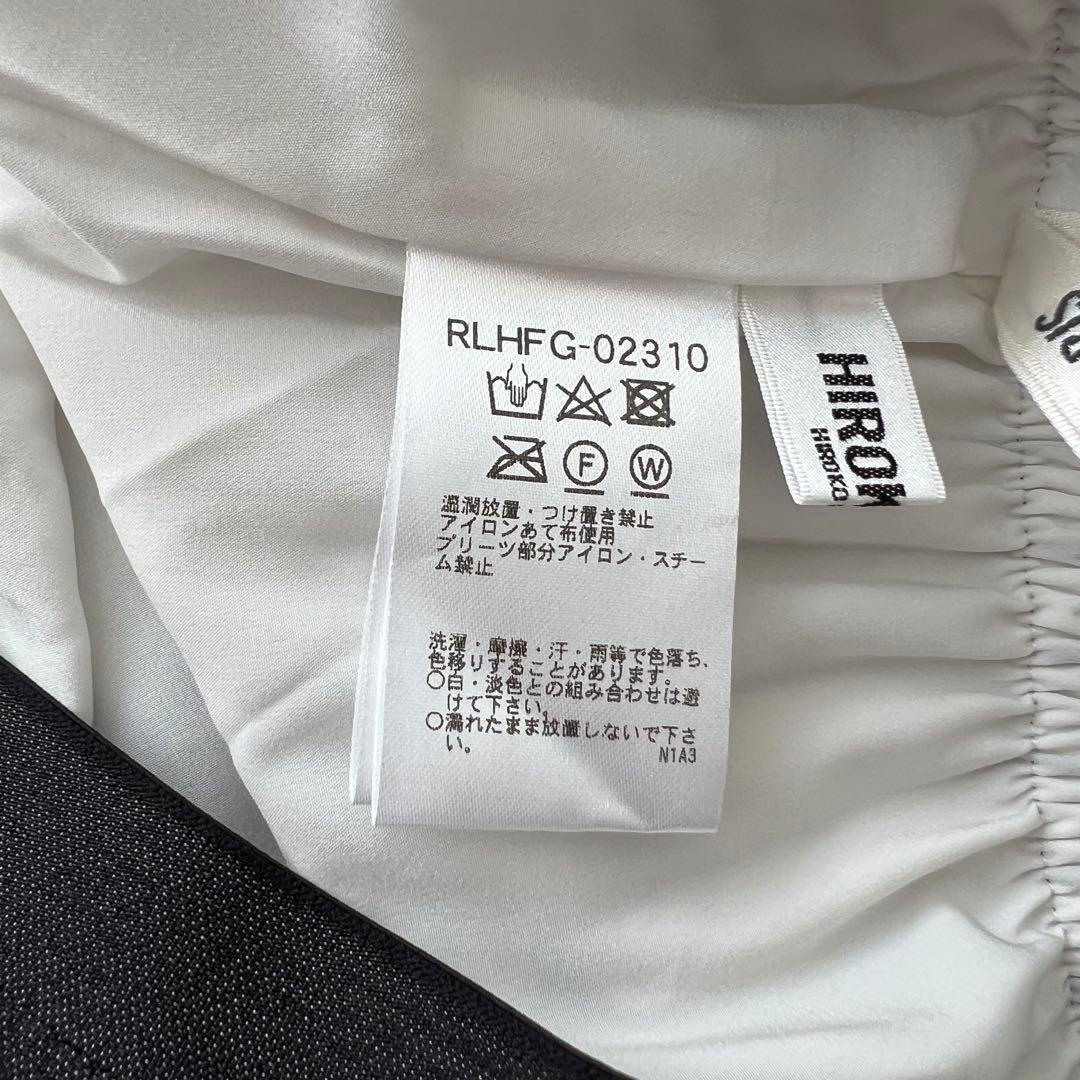 RLHFG-02310
F W
湿潤放置・つけ置き禁止
アイロンあて布使用
プリーツ部分アイロン・スチー
ム禁止
洗濯・摩擦・汗・雨等で色落ち、
色移りすることがあります。
○白・淡色との組み合わせは避
けて下さい。
○濡れたまま放置しないで下さ
い。
N1A3
HIROKO